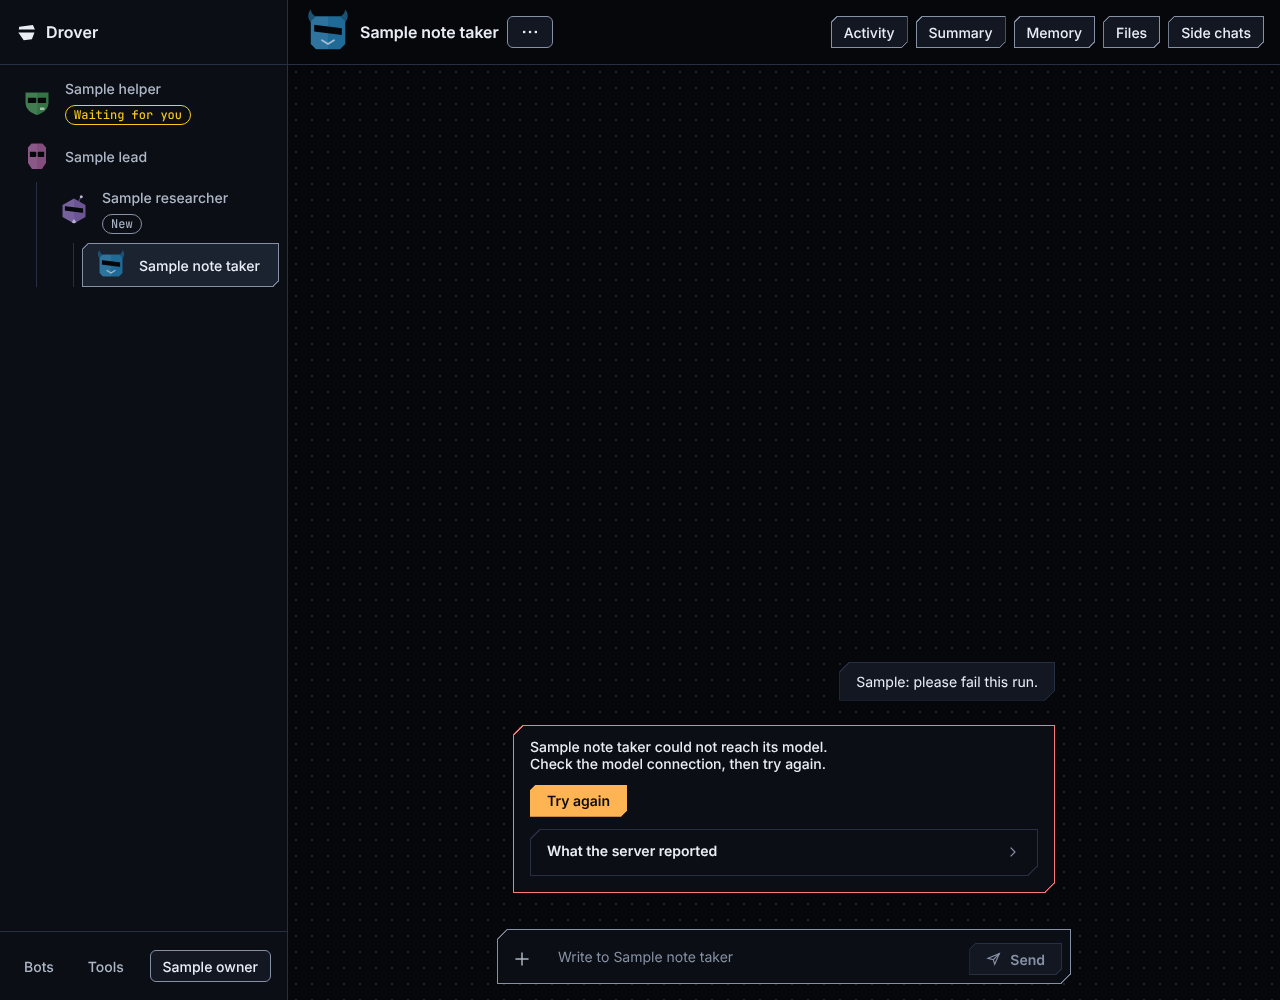 Drover
Sample helper
Waiting for you
Sample lead
Sample researcher
New
Sample note taker
Bots
Tools
Sample owner
Sample note taker
Activity
Summary
Memory
Files
Side chats
Sample: please fail this run.
Sample note taker could not reach its model.
Check the model connection, then try again.
Try again
What the server reported
Write to Sample note taker
Send